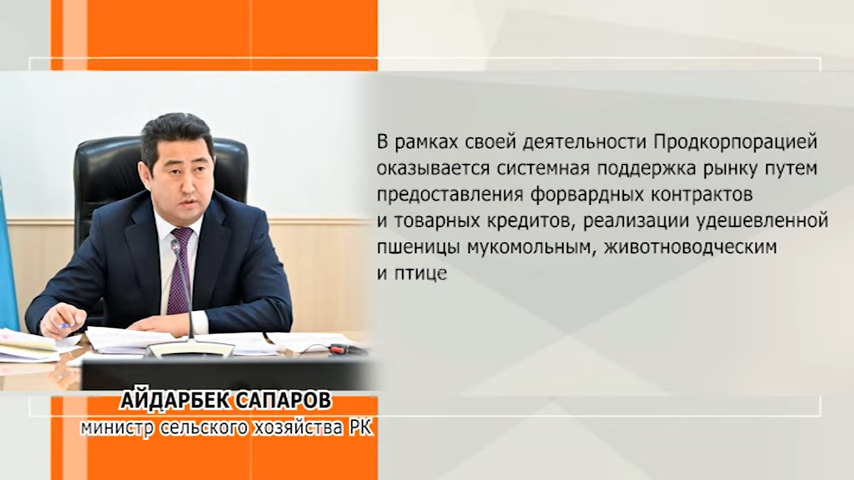 В рамках своей деятельности Продкорпорацией
оказывается системная поддержка рынку путем
предоставления форвардных контрактов
и товарных кредитов, реализации удешевленной
пшеницы мукомольным, животноводческим
и птице
АЙДАРБЕК САПАРОВ
министр сельского хозяйства РК